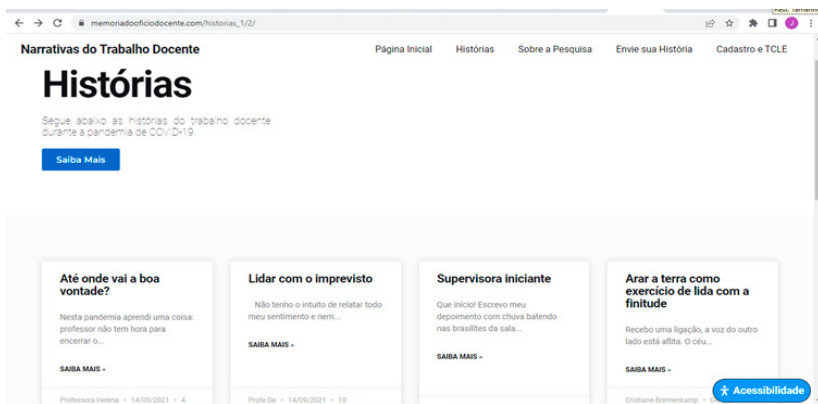 memoriadooficiodocente.com/historias_1/2/
Narrativas do Trabalho Docente
Página Inicial
Histórias
Sobre a Pesquisa
Envie sua História
Cadastro e TCLE
Histórias
Segue abaixo as histórias do trabalho docente
durante a pandemia de COVID-19.
Saiba Mais
Até onde vai a boa
vontade?
Nesta pandemia aprendi uma coisa:
professor não tem hora para
encerrar o...
SAIBA MAIS »
Professora Helena • 14/09/2021 • 4
Lidar com o imprevisto
Não tenho o intuito de relatar todo
meu sentimento e nem...
SAIBA MAIS »
Profe De • 14/09/2021 • 10
Supervisora iniciante
Que início! Escrevo meu
depoimento com chuva batendo
nas brasilites da sala...
SAIBA MAIS »
Arar a terra como
exercício de lida com a
finitude
Recebo uma ligação, a voz do outro
lado está aflita. O céu...
SAIBA MAIS »
Cristiane Bremenkamp
Acessibilidade